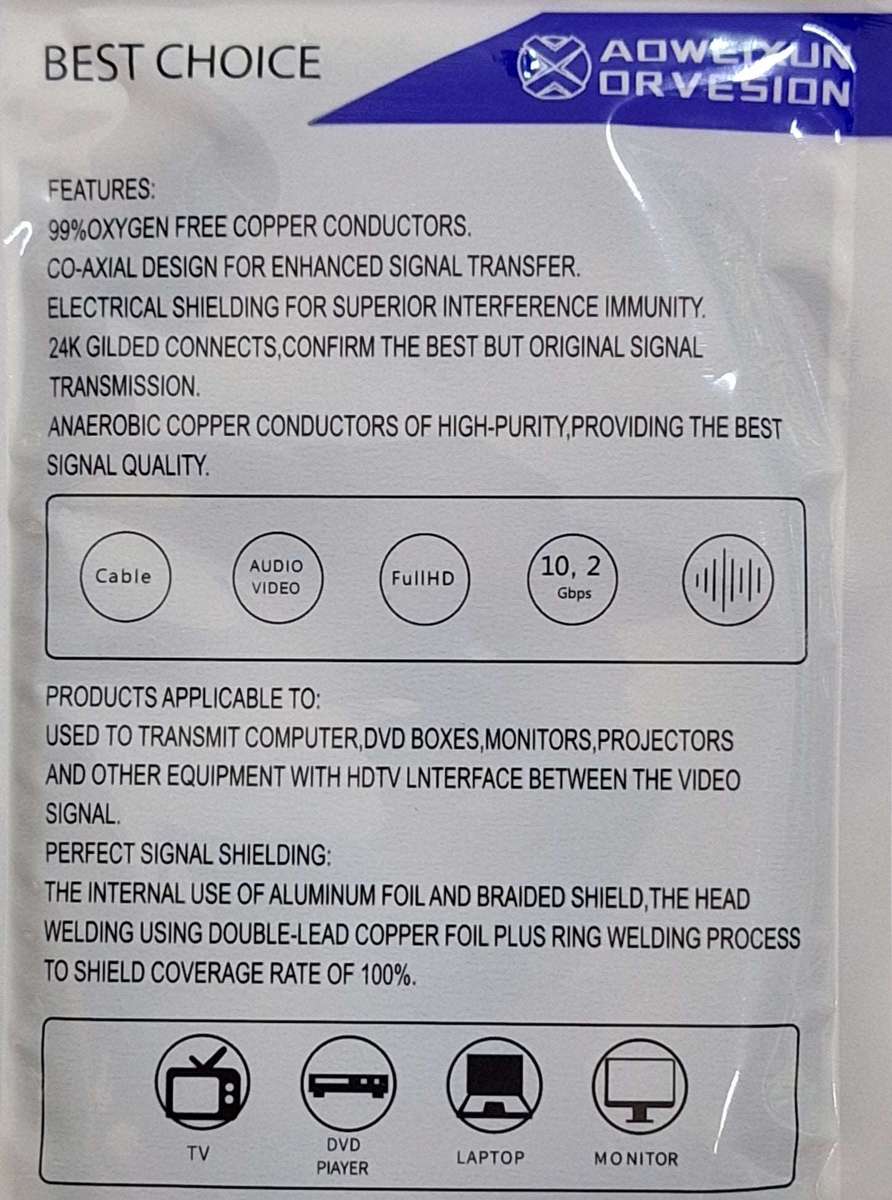 BEST CHOICE
AOWEIXUN
ORVESION
FEATURES:
99%OXYGEN FREE COPPER CONDUCTORS.
CO-AXIAL DESIGN FOR ENHANCED SIGNAL TRANSFER.
ELECTRICAL SHIELDING FOR SUPERIOR INTERFERENCE IMMUNITY.
24K GILDED CONNECTS,CONFIRM THE BEST BUT ORIGINAL SIGNAL
TRANSMISSION.
ANAEROBIC COPPER CONDUCTORS OF HIGH-PURITY,PROVIDING THE BEST
SIGNAL QUALITY.
Cable
AUDIO
VIDEO
FullHD
10, 2
Gbps
PRODUCTS APPLICABLE TO:
USED TO TRANSMIT COMPUTER,DVD BOXES,MONITORS,PROJECTORS
AND OTHER EQUIPMENT WITH HDTV LNTERFACE BETWEEN THE VIDEO
SIGNAL.
PERFECT SIGNAL SHIELDING:
THE INTERNAL USE OF ALUMINUM FOIL AND BRAIDED SHIELD,THE HEAD
WELDING USING DOUBLE-LEAD COPPER FOIL PLUS RING WELDING PROCESS
TO SHIELD COVERAGE RATE OF 100%.
TV
DVD
PIAYER
LAPTOP
MONITOR